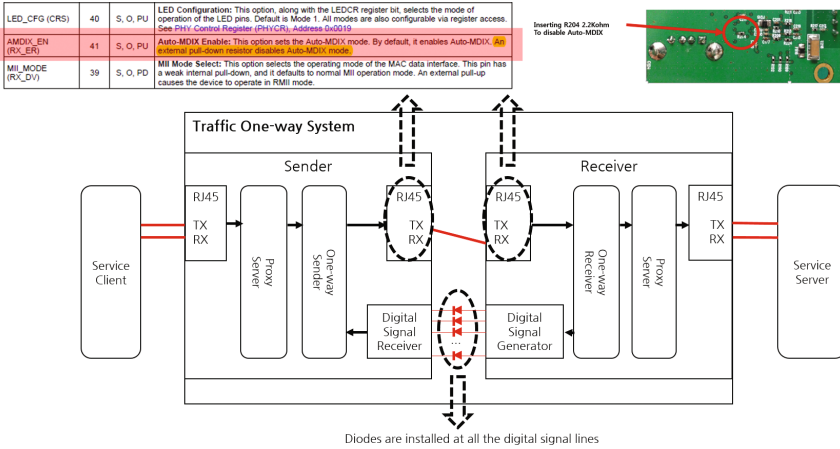 LED_CFG (CRS) 40 S, O, PU LED Configuration: This option, along with the LEDCR register bit, selects the mode of
operation of the LED pins. Default is Mode 1. All modes are also configurable via register access.
See PHY Control Register (PHYCR), Address 0x0019
AMDIX_EN
(RX_ER) 41 S, O, PU Auto-MDIX Enable: This option sets the Auto-MDIX mode. By default, it enables Auto-MDIX. An
external pull-down resistor disables Auto-MDIX mode.
MII_MODE
(RX_DV) 39 S, O, PD MII Mode Select: This option selects the operating mode of the MAC data interface. This pin has
a weak internal pull-down, and it defaults to normal MII operation mode. An external pull-up
causes the device to operate in RMII mode.
Inserting R204 2.2Kohm
To disable Auto-MDIX
Traffic One-way System
Sender
Receiver
Service
Client
RJ45
TX
RX
Proxy
Server
One-way
Sender
RJ45
TX
RX
RJ45
TX
RX
One-way
Receiver
Proxy
Server
RJ45
TX
RX
Service
Server
Digital
Signal
Receiver
...
Digital
Signal
Generator
Diodes are installed at all the digital signal lines